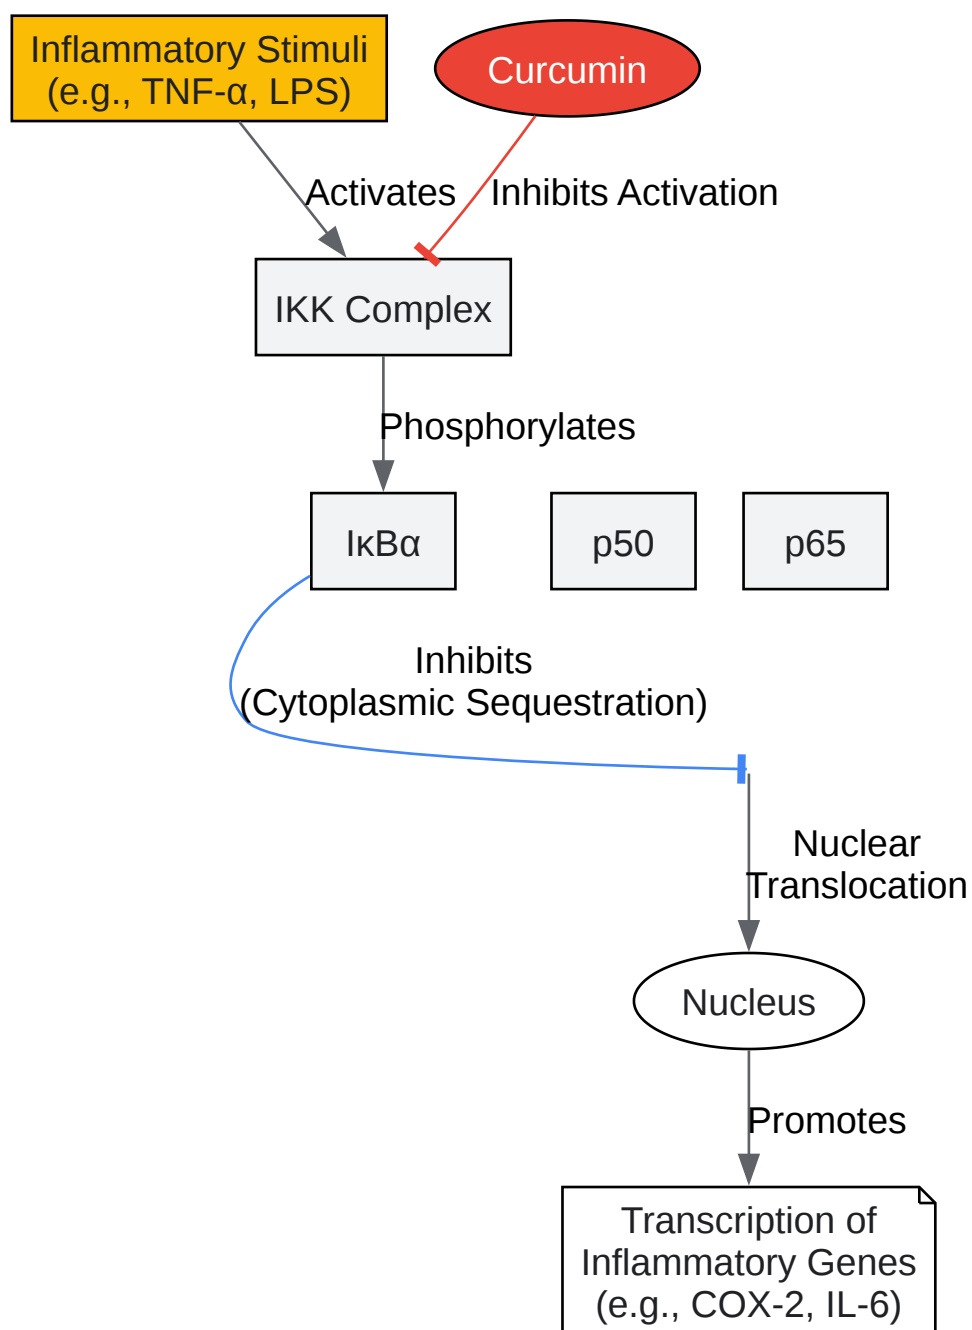 Inflammatory Stimuli
(e.g., TNF-α, LPS)
Curcumin
Activates
Inhibits Activation
IKK Complex
Phosphorylates
IκBα
p50
p65
Inhibits
(Cytoplasmic Sequestration)
Nuclear
Translocation
Nucleus
Promotes
Transcription of
Inflammatory Genes
(e.g., COX-2, IL-6)